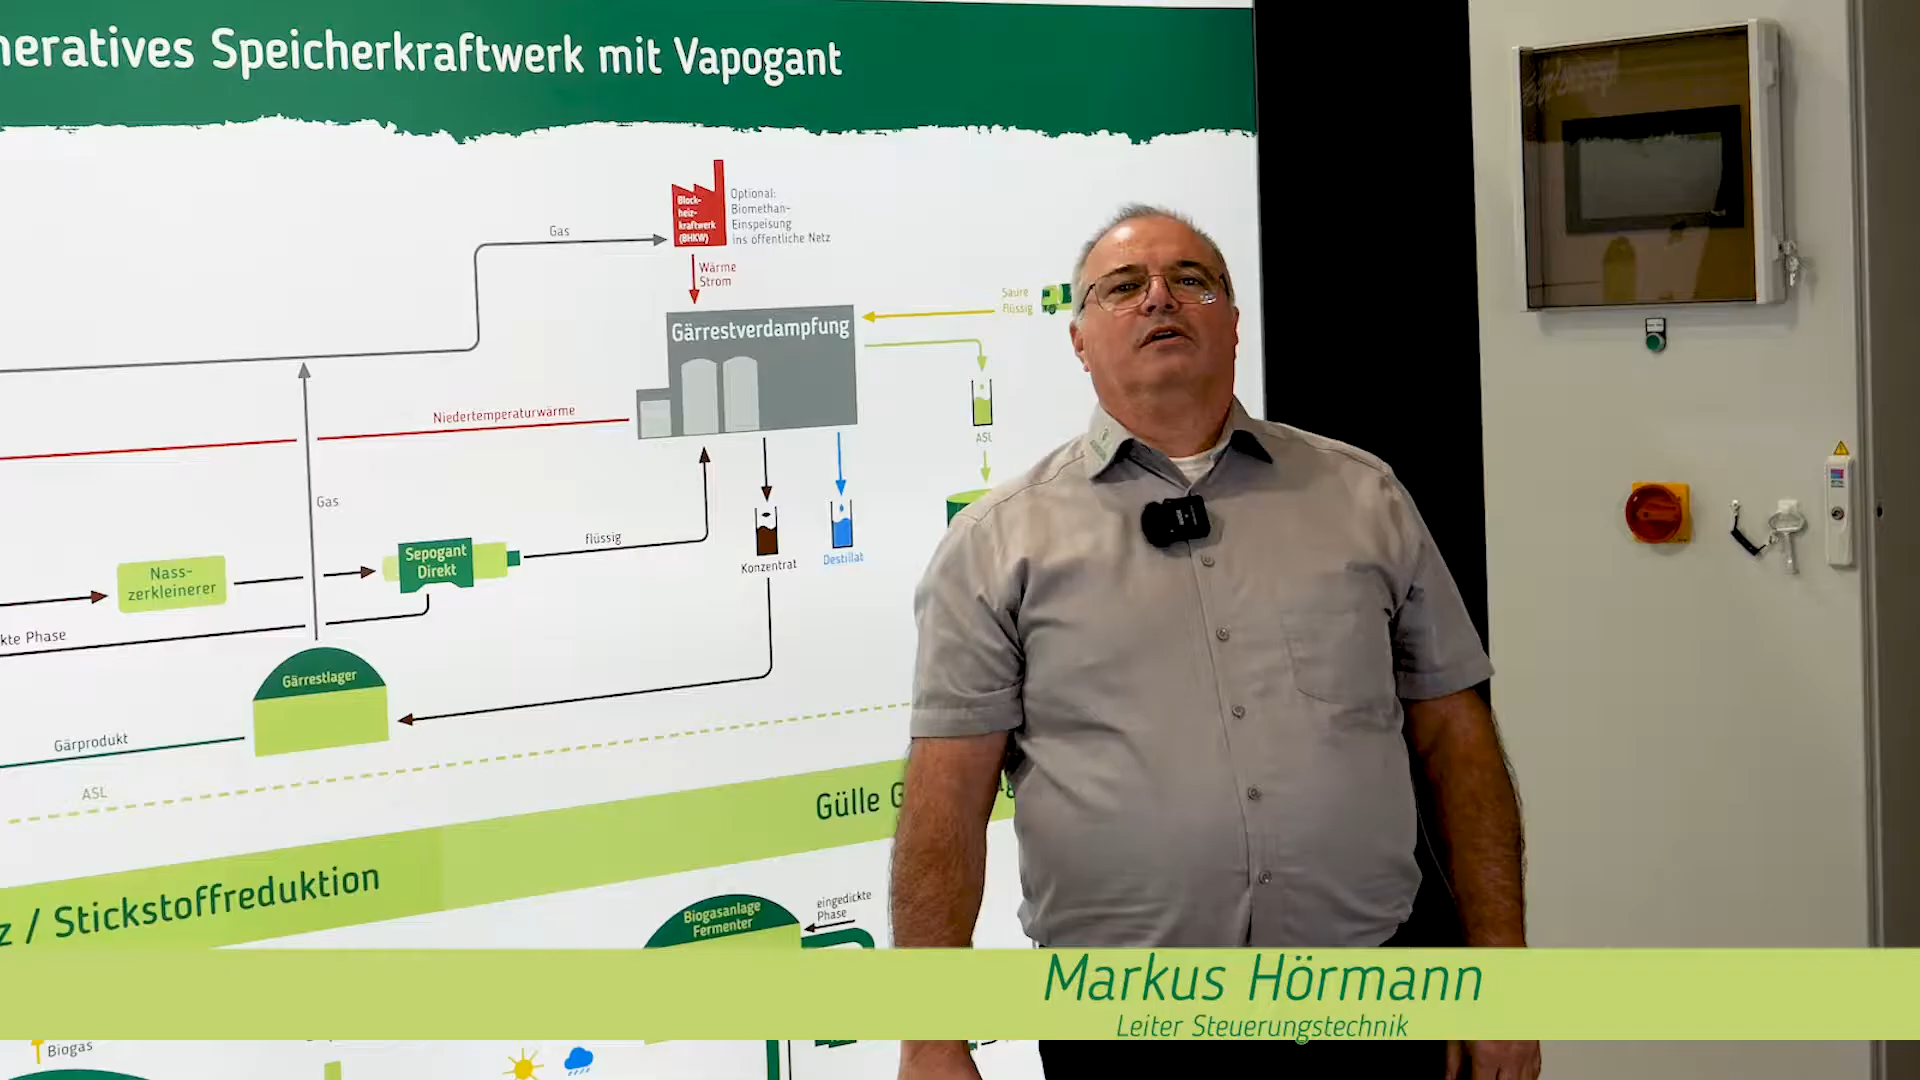 neratives Speicherkraftwerk mit Vapogant
Block-
heiz-
kraftwerk
(BHKW)
Optional:
Biomethan-
Einspeisung
ins öffentliche Netz
Gas
Wärme
Strom
Säure
flüssig
Gärrestverdampfung
Niedertemperaturwärme
ASL
Gas
flüssig
Sepogant
Direkt
Konzentrat
Destillat
Nass-
zerkleinerer
kte Phase
Gärrestlager
Gärprodukt
ASL
Gülle G
z / Stickstoffreduktion
Biogasanlage
Fermenter
eingedickte
Phase
Markus Hörmann
Leiter Steuerungstechnik
Biogas